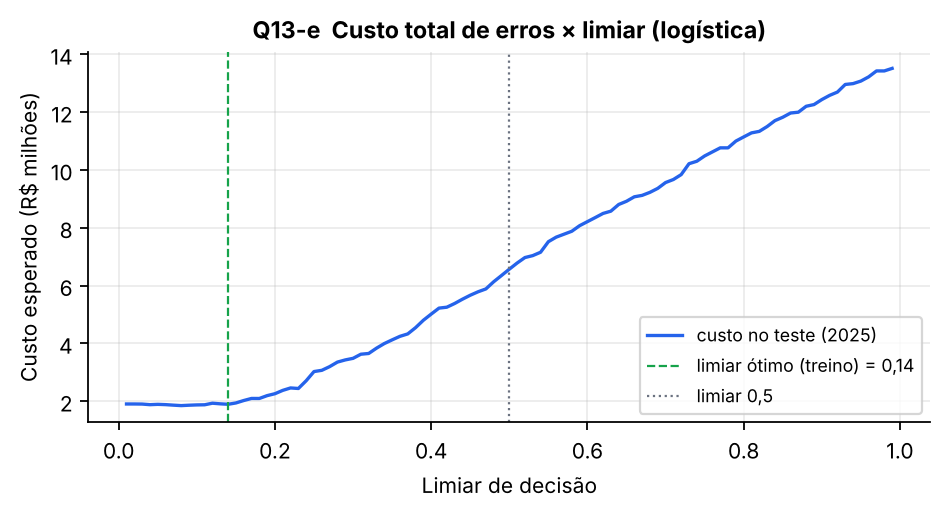 Q13-e  Custo total de erros × limiar (logística)
Custo esperado (R$ milhões)
14
12
10
8
6
4
2
custo no teste (2025)
limiar ótimo (treino) = 0,14
limiar 0,5
0.0 0.2 0.4 0.6 0.8 1.0
Limiar de decisão